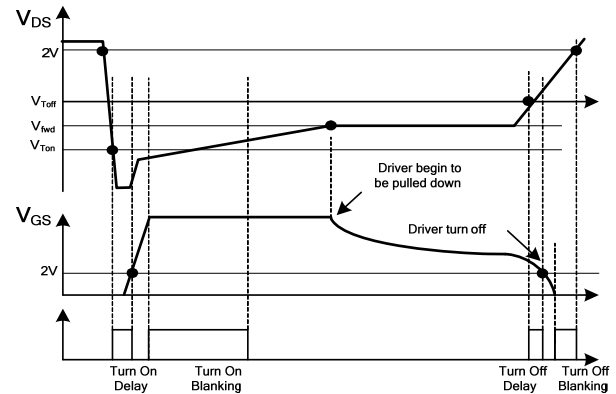 VDS
2V
VToff
Vfwd
VTon
Driver begin to
be pulled down
VGS
Driver turn off
2V
Turn On
Delay
Turn On
Blanking
Turn Off
Delay
Turn Off
Blanking